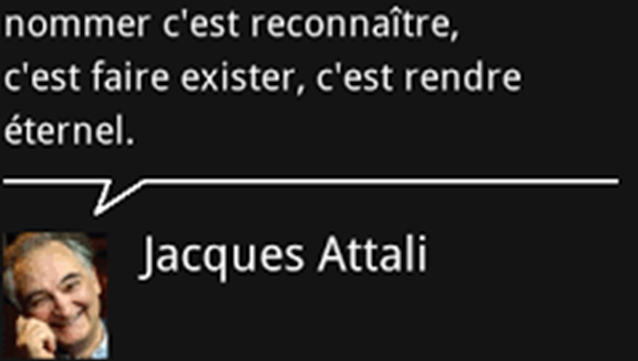 nommer c'est reconnaître,
c'est faire exister, c'est rendre
éternel.
Jacques Attali